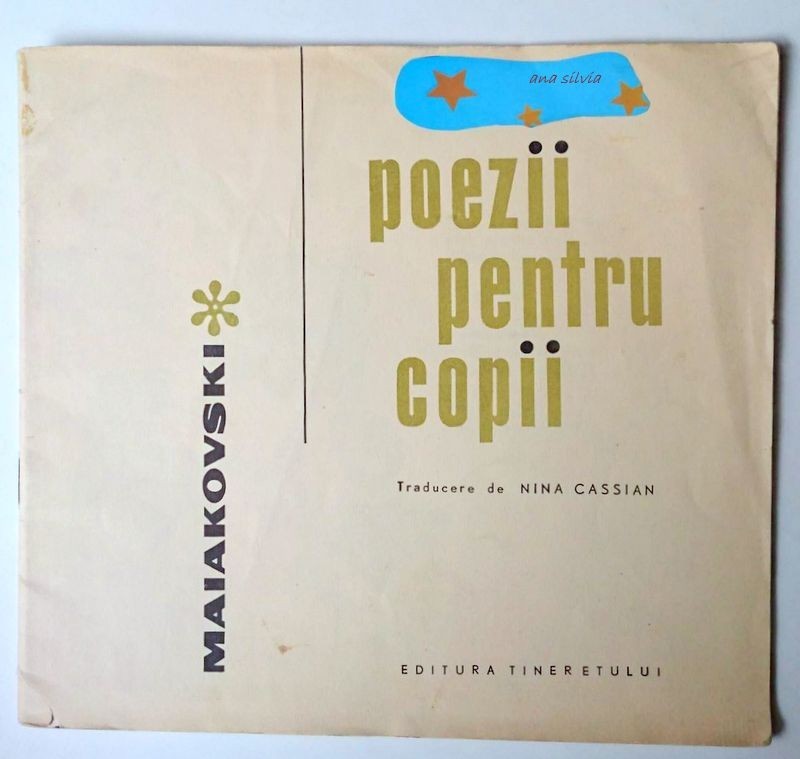 ana silvia
poezii
pentru
copii
Traducere de NINA CASSIAN
MAIAKOVSKI
EDITURA TINERETULUI